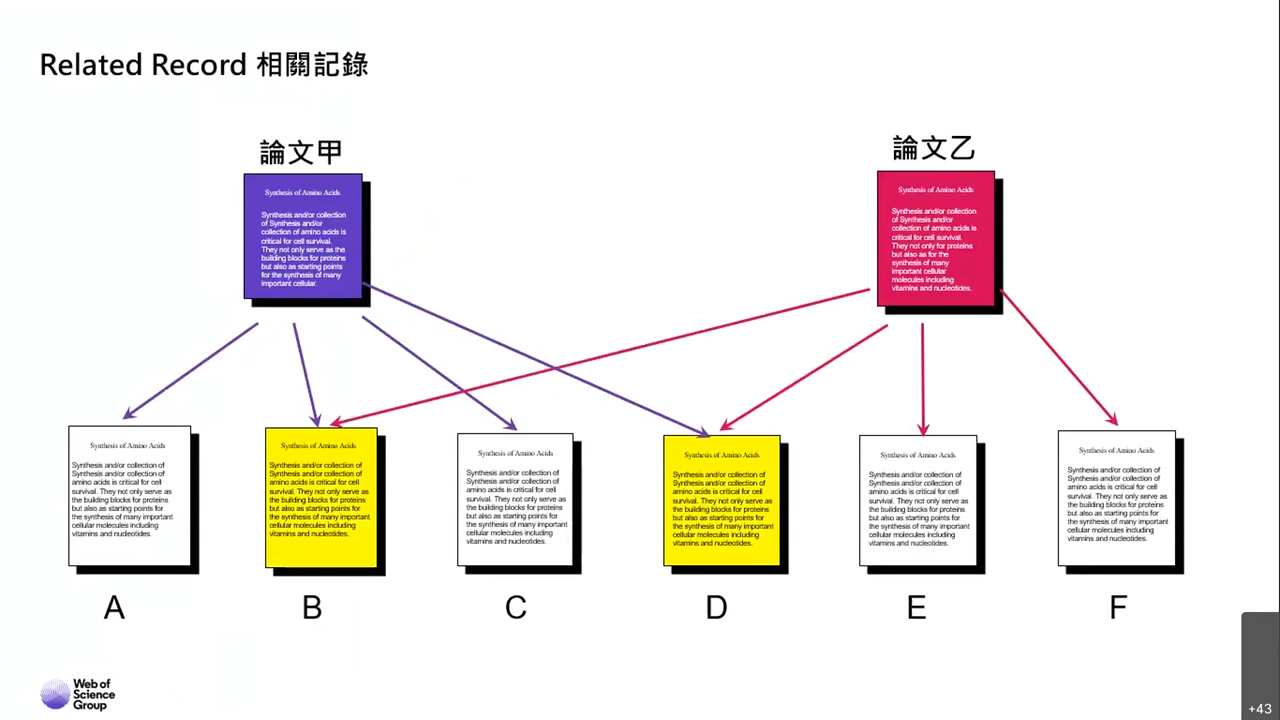 Related Record 相關記錄
論文甲
論文乙
Synthesis of Amino Acids
Synthesis and/or collection
of Synthesis and/or
collection of amino acids is
critical for cell survival.
They not only serve as the
building blocks for proteins
but also as starting points
for the synthesis of many
important cellular.
Synthesis of Amino Acids
Synthesis and/or collection
of Synthesis and/or
collection of amino acids is
critical for cell survival.
They not only for proteins
but also as for the
synthesis of many
important cellular
molecules including
vitamins and nucleotides.
Synthesis of Amino Acids
Synthesis and/or collection of
Synthesis and/or collection of
amino acids is critical for cell
survival. They not only serve as
the building blocks for proteins
but also as starting points for
the synthesis of many important
cellular molecules including
vitamins and nucleotides.
Synthesis of Amino Acids
Synthesis and/or collection of
Synthesis and/or collection of
amino acids is critical for cell
survival. They not only serve as
the building blocks for proteins
but also as starting points for
the synthesis of many important
cellular molecules including
vitamins and nucleotides.
Synthesis of Amino Acids
Synthesis and/or collection of
Synthesis and/or collection of
amino acids is critical for cell
survival. They not only serve as
the building blocks for proteins
but also as starting points for
the synthesis of many important
cellular molecules including
vitamins and nucleotides.
Synthesis of Amino Acids
Synthesis and/or collection of
Synthesis and/or collection of
amino acids is critical for cell
survival. They not only serve as
the building blocks for proteins
but also as starting points for
the synthesis of many important
cellular molecules including
vitamins and nucleotides.
Synthesis of Amino Acids
Synthesis and/or collection of
Synthesis and/or collection of
amino acids is critical for cell
survival. They not only serve as
the building blocks for proteins
but also as starting points for
the synthesis of many important
cellular molecules including
vitamins and nucleotides.
Synthesis of Amino Acids
Synthesis and/or collection of
Synthesis and/or collection of
amino acids is critical for cell
survival. They not only serve as
the building blocks for proteins
but also as starting points for
the synthesis of many important
cellular molecules including
vitamins and nucleotides.
A
B
C
D
E
F
Web of
Science
Group
+43